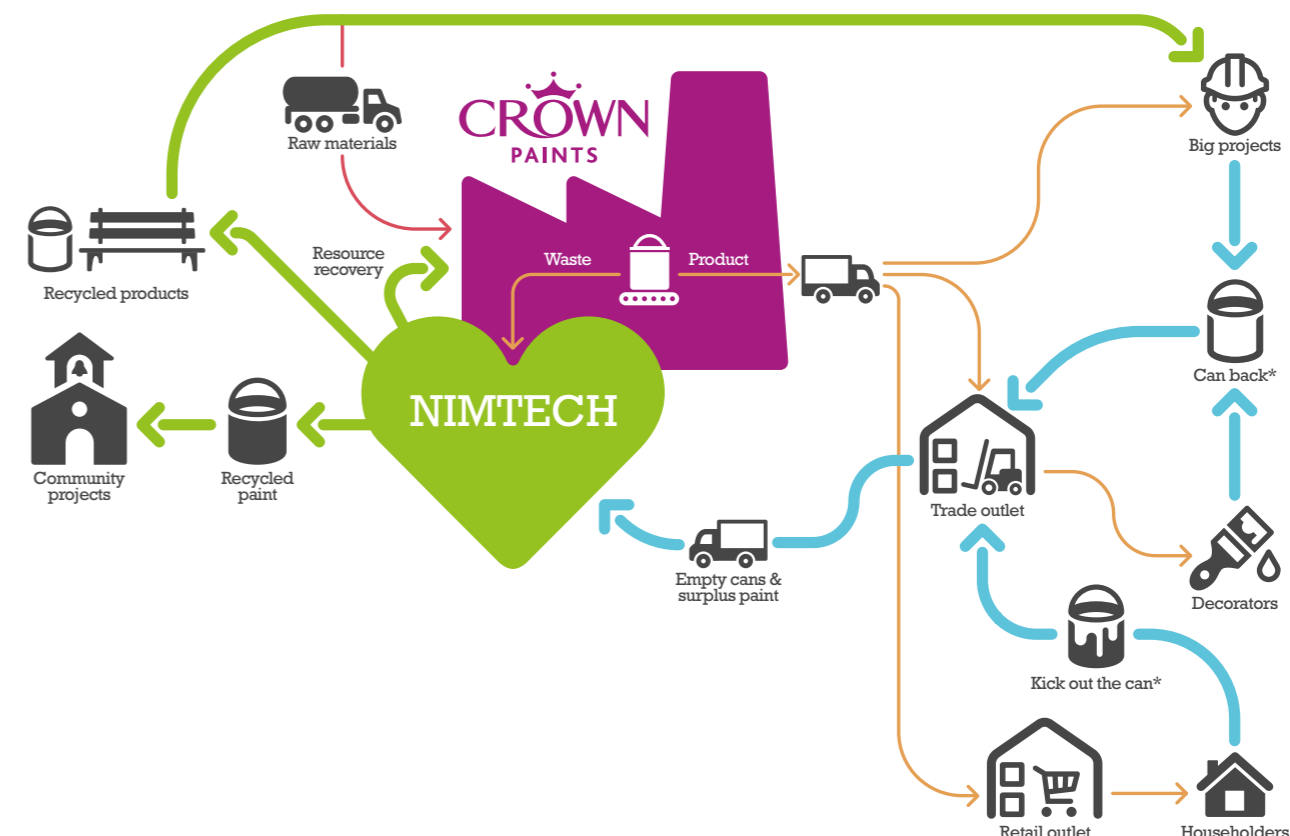 CROWN
PAINTS
Raw materials
Big projects
Recycled products
Resource
recovery
Waste
Product
Can back*
NIMTECH
Community
projects
Recycled
paint
Trade outlet
Empty cans &
surplus paint
Decorators
Kick out the can*
Retail outlet
Householders